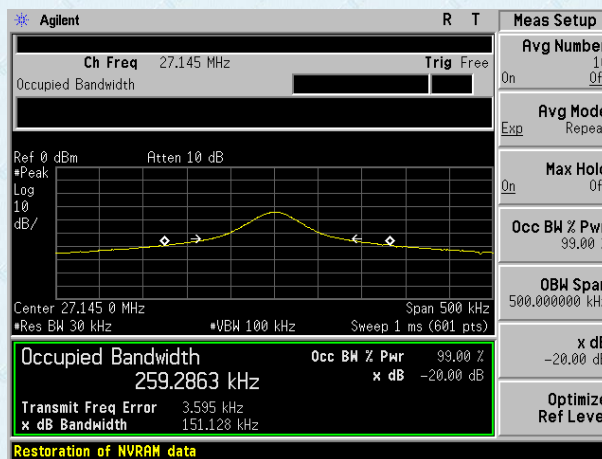 Agilent R T Meas Setup
Ch Freq 27.145 MHz Trig Free
Occupied Bandwidth
Avg Number
On
Avg Mode
Exp Repeat
Ref 0 dBm Atten 10 dB
#Peak
Log
10
dB/
Max Hold
On
Occ BW % Pwr
99.00 %
OBW Span
500.000000 kHz
Center 27.145 0 MHz Span 500 kHz
#Res BW 30 kHz #VBW 100 kHz Sweep 1 ms (601 pts)
x dB
-20.00 dB
Occupied Bandwidth
259.2863 kHz
Occ BW % Pwr 99.00 %
x dB -20.00 dB
Transmit Freq Error 3.595 kHz
x dB Bandwidth 151.128 kHz
Optimize
Ref Level
Restoration of NVRAM data